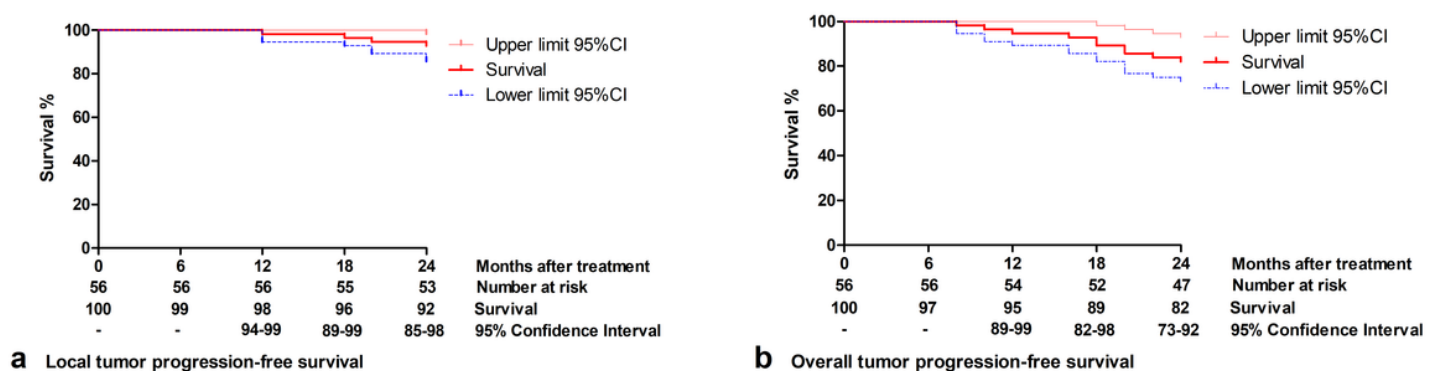 100
80
60
40
20
0
Survival %
Upper limit 95%CI
Survival
Lower limit 95%CI
0 6 12 18 24 Months after treatment
56 56 56 55 53 Number at risk
100 99 98 96 92 Survival
- - 94-99 89-99 85-98 95% Confidence Interval
a Local tumor progression-free survival
100
80
60
40
20
0
Survival %
Upper limit 95%CI
Survival
Lower limit 95%CI
0 6 12 18 24 Months after treatment
56 56 54 52 47 Number at risk
100 97 95 89 82 Survival
- - 89-99 82-98 73-92 95% Confidence Interval
b Overall tumor progression-free survival